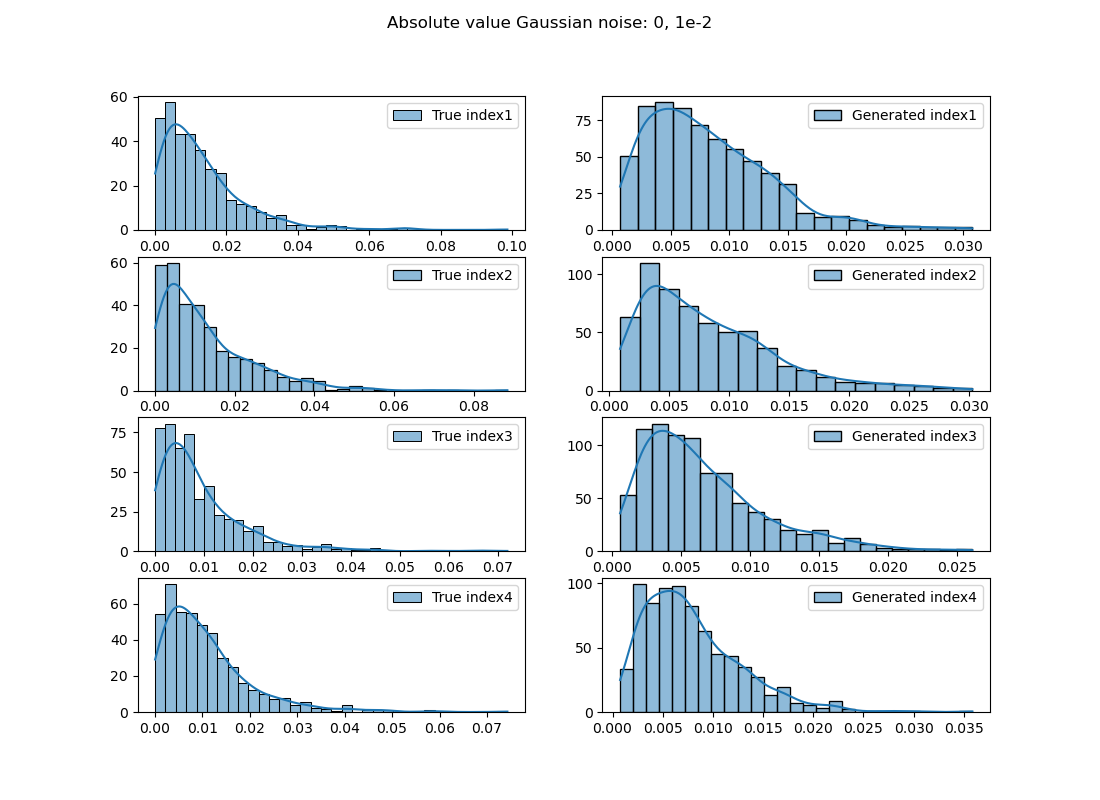 Absolute value Gaussian noise: 0, 1e-2
60
40
20
0
True index1
0.00 0.02 0.04 0.06 0.08 0.10
75
50
25
0
Generated index1
0.000 0.005 0.010 0.015 0.020 0.025 0.030
60
40
20
0
True index2
0.00 0.02 0.04 0.06 0.08
100
50
0
Generated index2
0.000 0.005 0.010 0.015 0.020 0.025 0.030
75
50
25
0
True index3
0.00 0.01 0.02 0.03 0.04 0.05 0.06 0.07
100
50
0
Generated index3
0.000 0.005 0.010 0.015 0.020 0.025
60
40
20
0
True index4
0.00 0.01 0.02 0.03 0.04 0.05 0.06 0.07
100
50
0
Generated index4
0.000 0.005 0.010 0.015 0.020 0.025 0.030 0.035